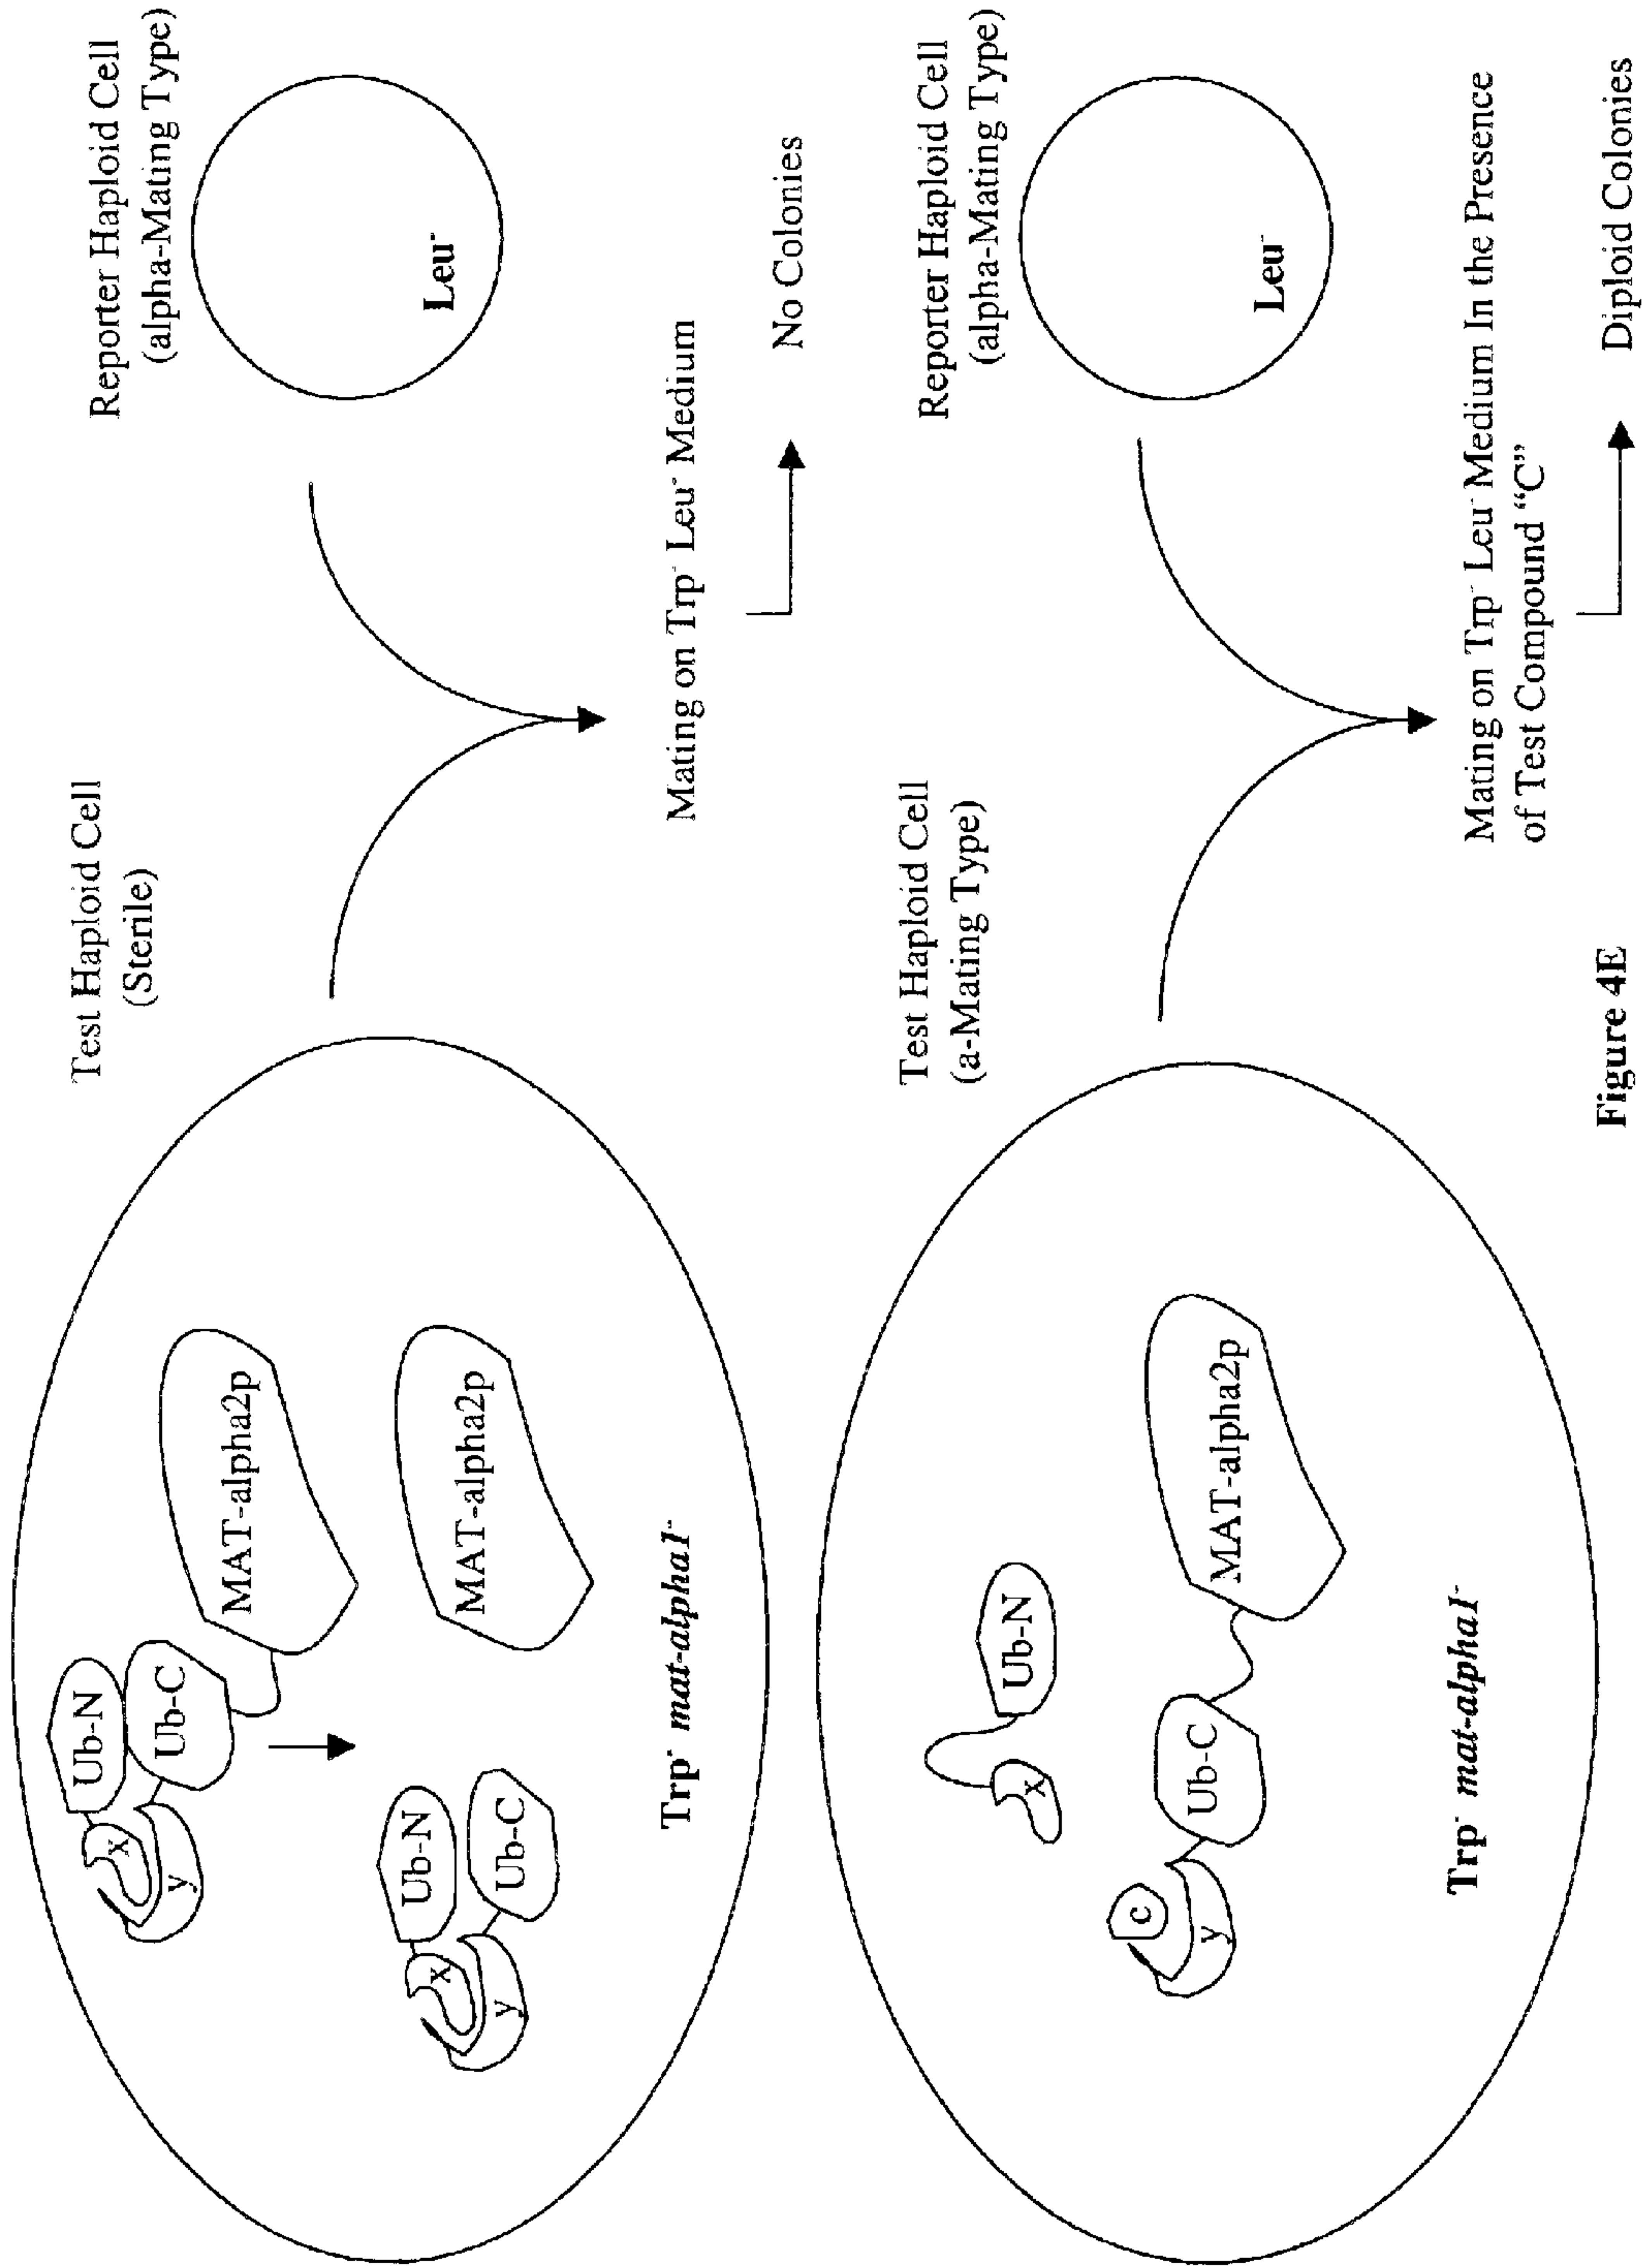 Test Haploid Cell
(Sterile)
Reporter Haploid Cell
(alpha-Mating Type)
Ub-N
Ub-C
x
y
MAT-alpha2p
Ub-N
Ub-C
x
y
MAT-alpha2p
Trp⁻ mat-alpha1⁻
Leu⁻
Mating on Trp⁻ Leu⁻ Medium
No Colonies
Test Haploid Cell
(a-Mating Type)
Reporter Haploid Cell
(alpha-Mating Type)
x
Ub-N
c
y
Ub-C
MAT-alpha2p
Trp⁻ mat-alpha1⁻
Leu⁻
Mating on Trp⁻ Leu⁻ Medium In the Presence
of Test Compound “C”
Diploid Colonies
Figure 4E